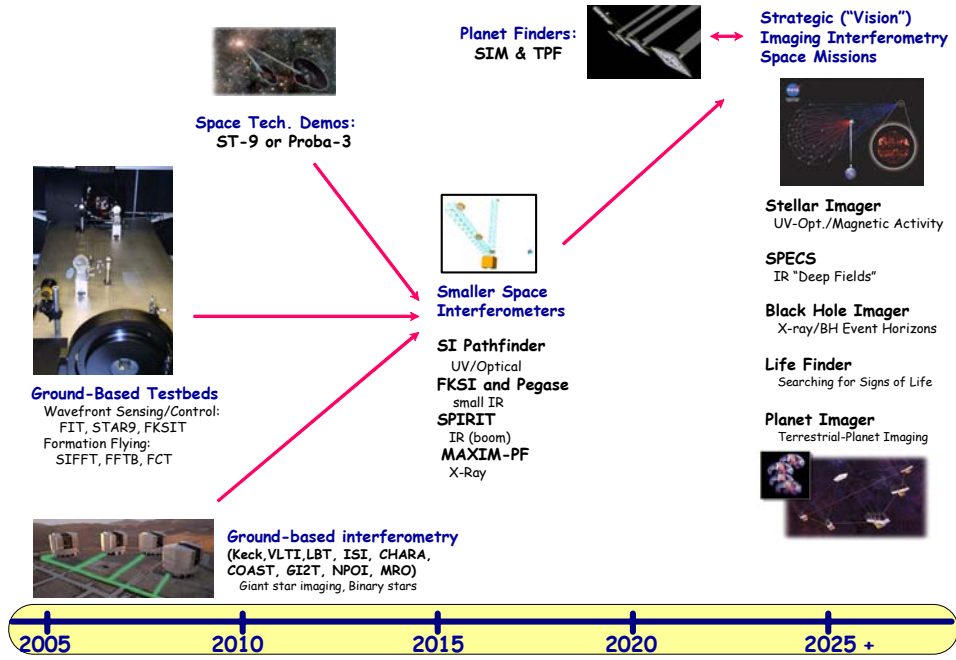 Planet Finders:
SIM & TPF
Strategic ("Vision")
Imaging Interferometry
Space Missions
Space Tech. Demos:
ST-9 or Proba-3
Stellar Imager
UV-Opt./Magnetic Activity
SPECS
IR "Deep Fields"
Black Hole Imager
X-ray/BH Event Horizons
Life Finder
Searching for Signs of Life
Planet Imager
Terrestrial-Planet Imaging
Smaller Space
Interferometers
SI Pathfinder
UV/Optical
FKSI and Pegase
small IR
SPIRIT
IR (boom)
MAXIM-PF
X-Ray
Ground-Based Testbeds
Wavefront Sensing/Control:
FIT, STAR9, FKSIT
Formation Flying:
SIFFT, FFTB, FCT
Ground-based interferometry
(Keck,VLTI,LBT, ISI, CHARA,
COAST, GI2T, NPOI, MRO)
Giant star imaging, Binary stars
2005 2010 2015 2020 2025 +